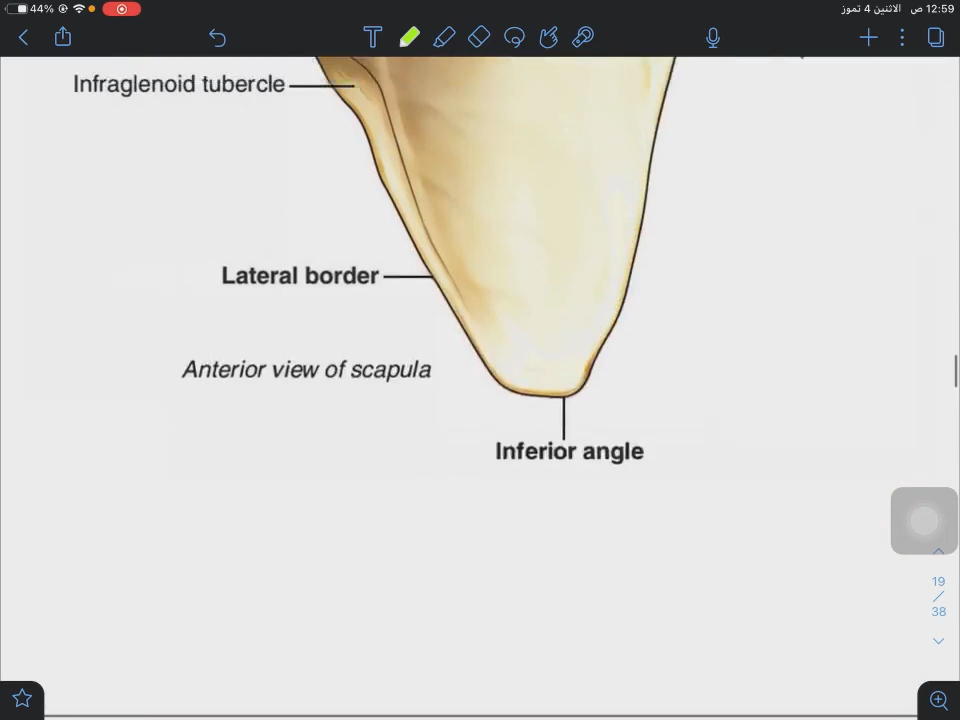 44%
12:59 ص الاثنين 4 تموز
T
Infraglenoid tubercle
Lateral border
Anterior view of scapula
Inferior angle
19
/
38